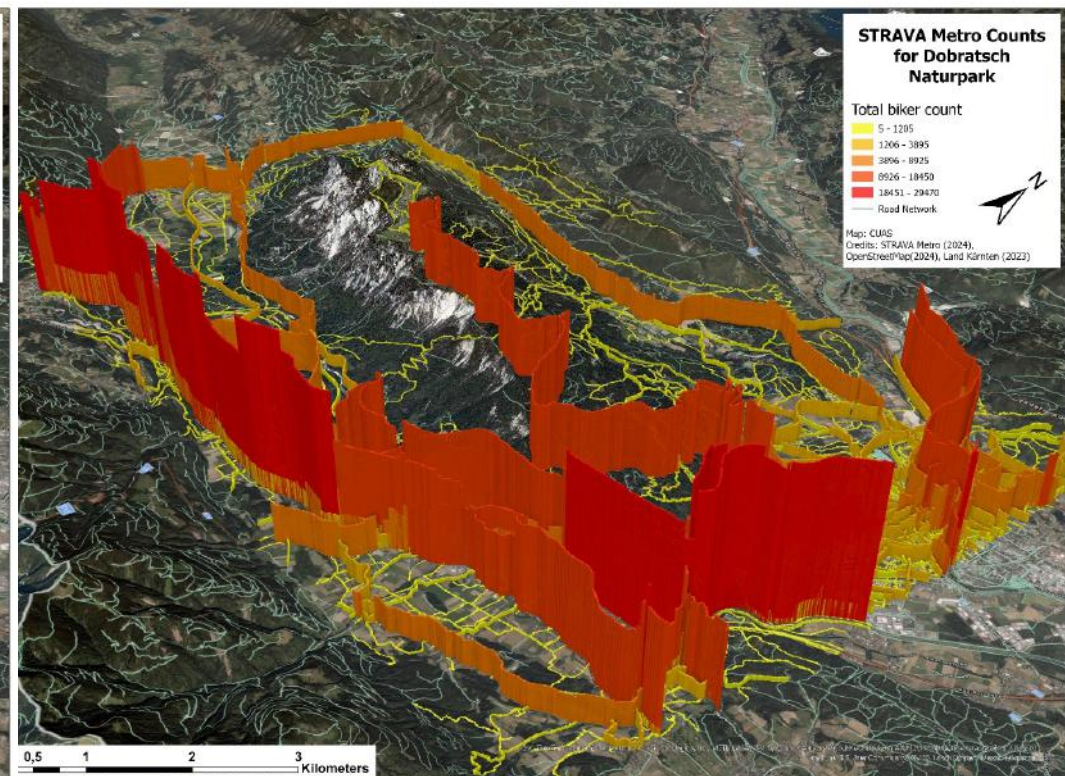 STRAVA Metro Counts
for Dobratsch
Naturpark
Total biker count
5 - 1205
1206 - 3895
3896 - 8925
8926 - 18450
18451 - 29470
Road Network
Z
Map: CUAS
Credits: STRAVA Metro (2024),
OpenStreetMap(2024), Land Kärnten (2023)
0,5 1 2 3
Kilometers